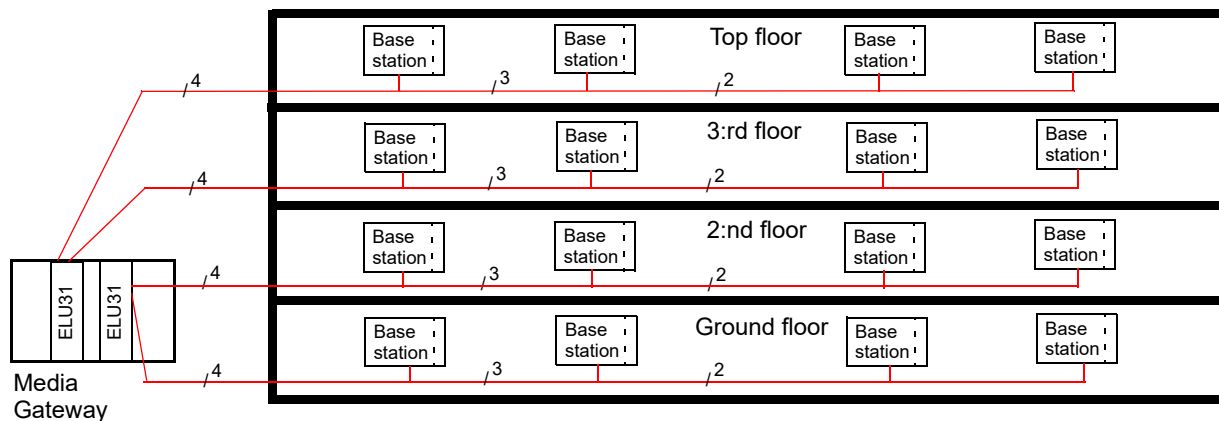 Base
station
Base
station
Top floor
Base
station
Base
station
4
3
2
Base
station
Base
station
3:rd floor
Base
station
Base
station
4
3
2
Base
station
Base
station
2:nd floor
Base
station
Base
station
4
3
2
ELU31
ELU31
Base
station
Base
station
Ground floor
Base
station
Base
station
4
3
2
Media
Gateway